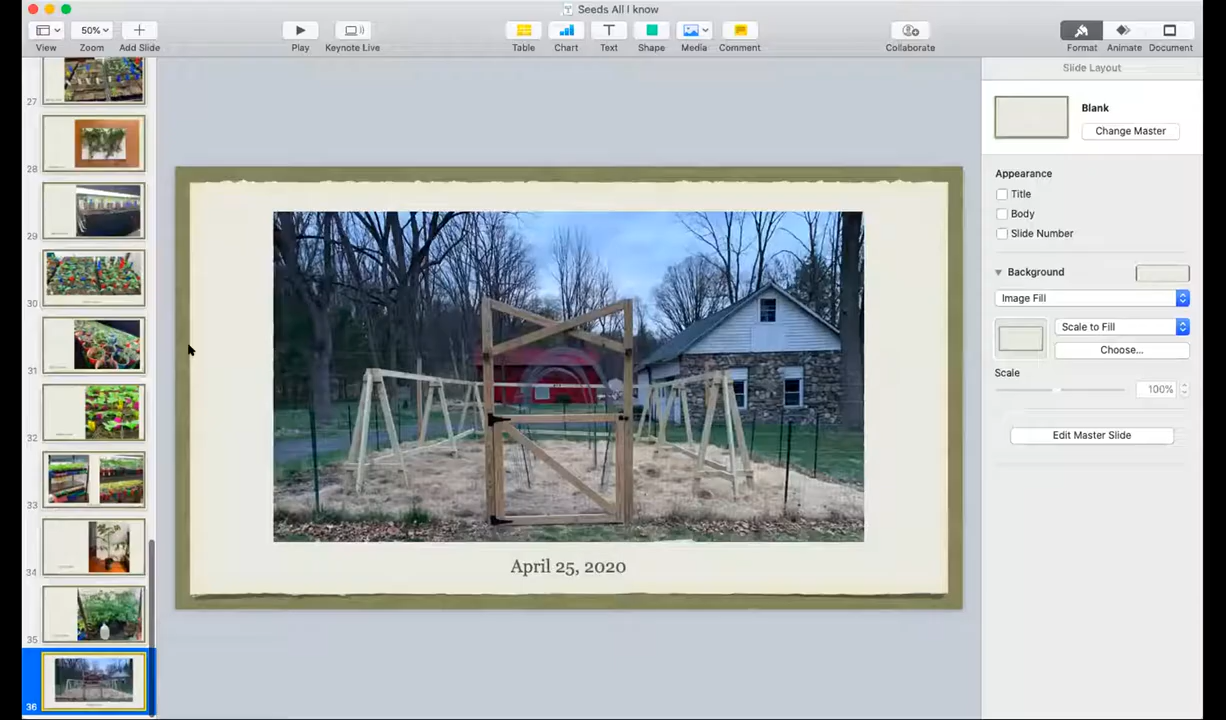 Seeds All I know
50%
View
Zoom
Add Slide
Play
Keynote Live
Table
Chart
Text
Shape
Media
Comment
Collaborate
Format
Animate
Document
Slide Layout
Blank
Change Master
Appearance
Title
Body
Slide Number
Background
Image Fill
Scale to Fill
Choose...
Scale
100%
Edit Master Slide
27
28
29
30
31
32
33
34
35
36
April 25, 2020